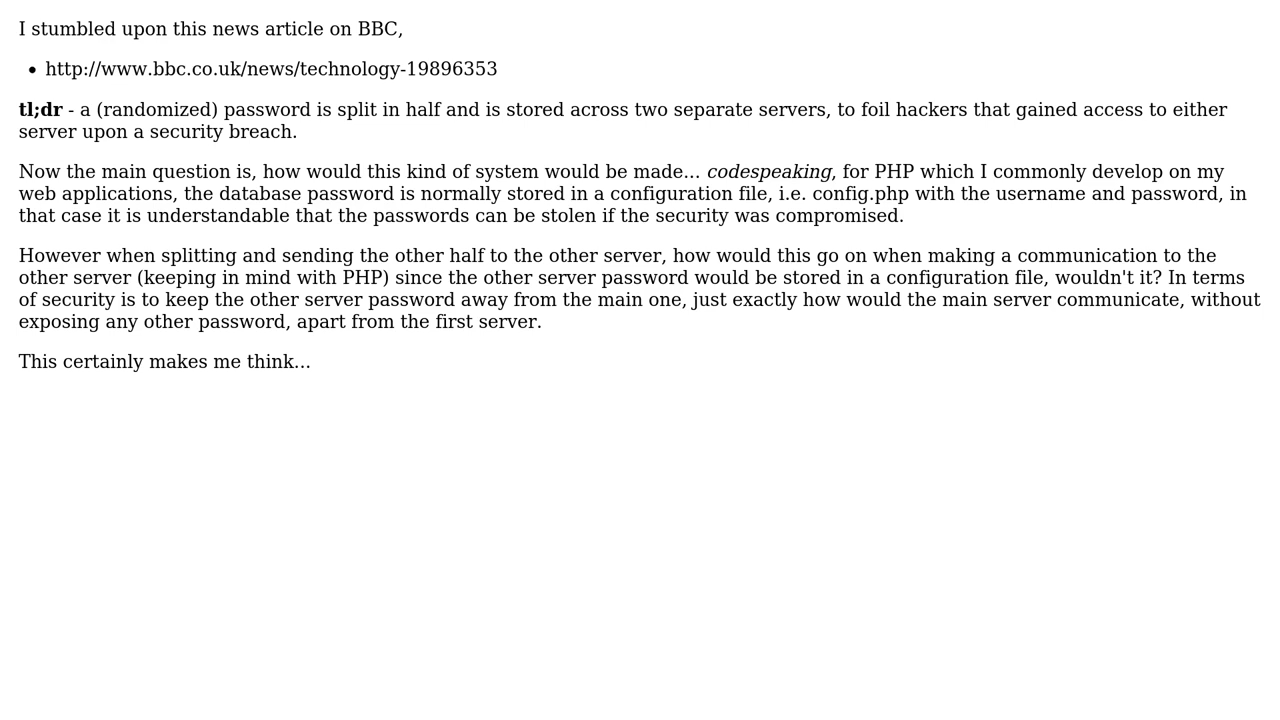 I stumbled upon this news article on BBC,
• http://www.bbc.co.uk/news/technology-19896353
tl;dr - a (randomized) password is split in half and is stored across two separate servers, to foil hackers that gained access to either
server upon a security breach.
Now the main question is, how would this kind of system would be made... codespeaking, for PHP which I commonly develop on my
web applications, the database password is normally stored in a configuration file, i.e. config.php with the username and password, in
that case it is understandable that the passwords can be stolen if the security was compromised.
However when splitting and sending the other half to the other server, how would this go on when making a communication to the
other server (keeping in mind with PHP) since the other server password would be stored in a configuration file, wouldn't it? In terms
of security is to keep the other server password away from the main one, just exactly how would the main server communicate, without
exposing any other password, apart from the first server.
This certainly makes me think...